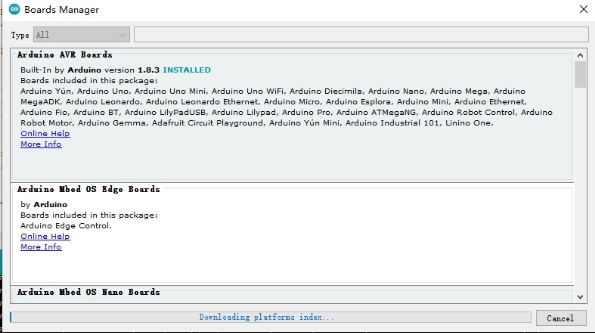 Boards Manager
Type All
Arduino AVR Boards
Built-In by Arduino version 1.8.3 INSTALLED
Boards included in this package:
Arduino Yún, Arduino Uno, Arduino Uno Mini, Arduino Uno WiFi, Arduino Diecimila, Arduino Nano, Arduino Mega, Arduino
MegaADK, Arduino Leonardo, Arduino Leonardo Ethernet, Arduino Micro, Arduino Esplora, Arduino Mini, Arduino Ethernet,
Arduino Fio, Arduino BT, Arduino LilyPadUSB, Arduino Lilypad, Arduino Pro, Arduino ATMegaNG, Arduino Robot Control, Arduino
Robot Motor, Arduino Gemma, Adafruit Circuit Playground, Arduino Yún Mini, Arduino Industrial 101, Linino One.
Online Help
More Info
Arduino Mbed OS Edge Boards
by Arduino
Boards included in this package:
Arduino Edge Control.
Online Help
More Info
Arduino Mbed OS Nano Boards
Downloading platforms index...
Cancel